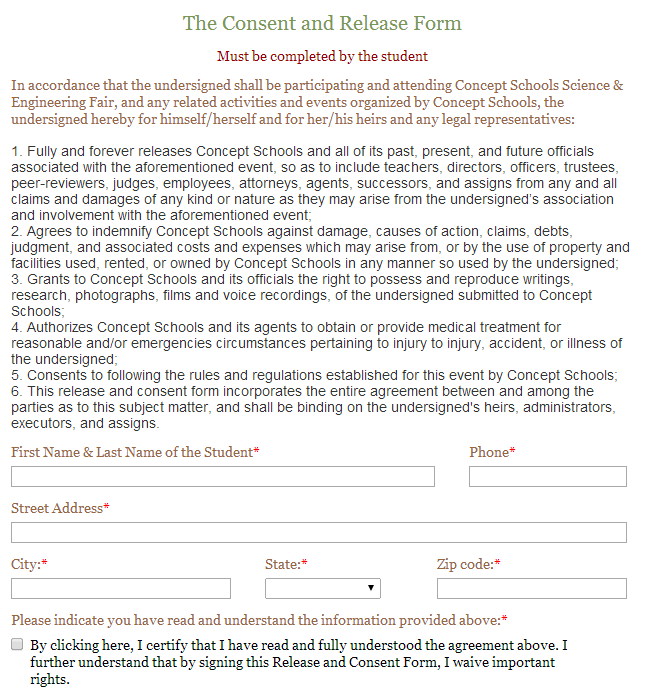 The Consent and Release Form
Must be completed by the student
In accordance that the undersigned shall be participating and attending Concept Schools Science &
Engineering Fair, and any related activities and events organized by Concept Schools, the
undersigned hereby for himself/herself and for her/his heirs and any legal representatives:
1. Fully and forever releases Concept Schools and all of its past, present, and future officials
associated with the aforementioned event, so as to include teachers, directors, officers, trustees,
peer-reviewers, judges, employees, attorneys, agents, successors, and assigns from any and all
claims and damages of any kind or nature as they may arise from the undersigned's association
and involvement with the aforementioned event;
2. Agrees to indemnify Concept Schools against damage, causes of action, claims, debts,
judgment, and associated costs and expenses which may arise from, or by the use of property and
facilities used, rented, or owned by Concept Schools in any manner so used by the undersigned;
3. Grants to Concept Schools and its officials the right to possess and reproduce writings,
research, photographs, films and voice recordings, of the undersigned submitted to Concept
Schools;
4. Authorizes Concept Schools and its agents to obtain or provide medical treatment for
reasonable and/or emergencies circumstances pertaining to injury to injury, accident, or illness of
the undersigned;
5. Consents to following the rules and regulations established for this event by Concept Schools;
6. This release and consent form incorporates the entire agreement between and among the
parties as to this subject matter, and shall be binding on the undersigned's heirs, administrators,
executors, and assigns.
First Name & Last Name of the Student* Phone*
Street Address*
City:* State:* Zip code:*
Please indicate you have read and understand the information provided above:*
By clicking here, I certify that I have read and fully understood the agreement above. I
further understand that by signing this Release and Consent Form, I waive important
rights.